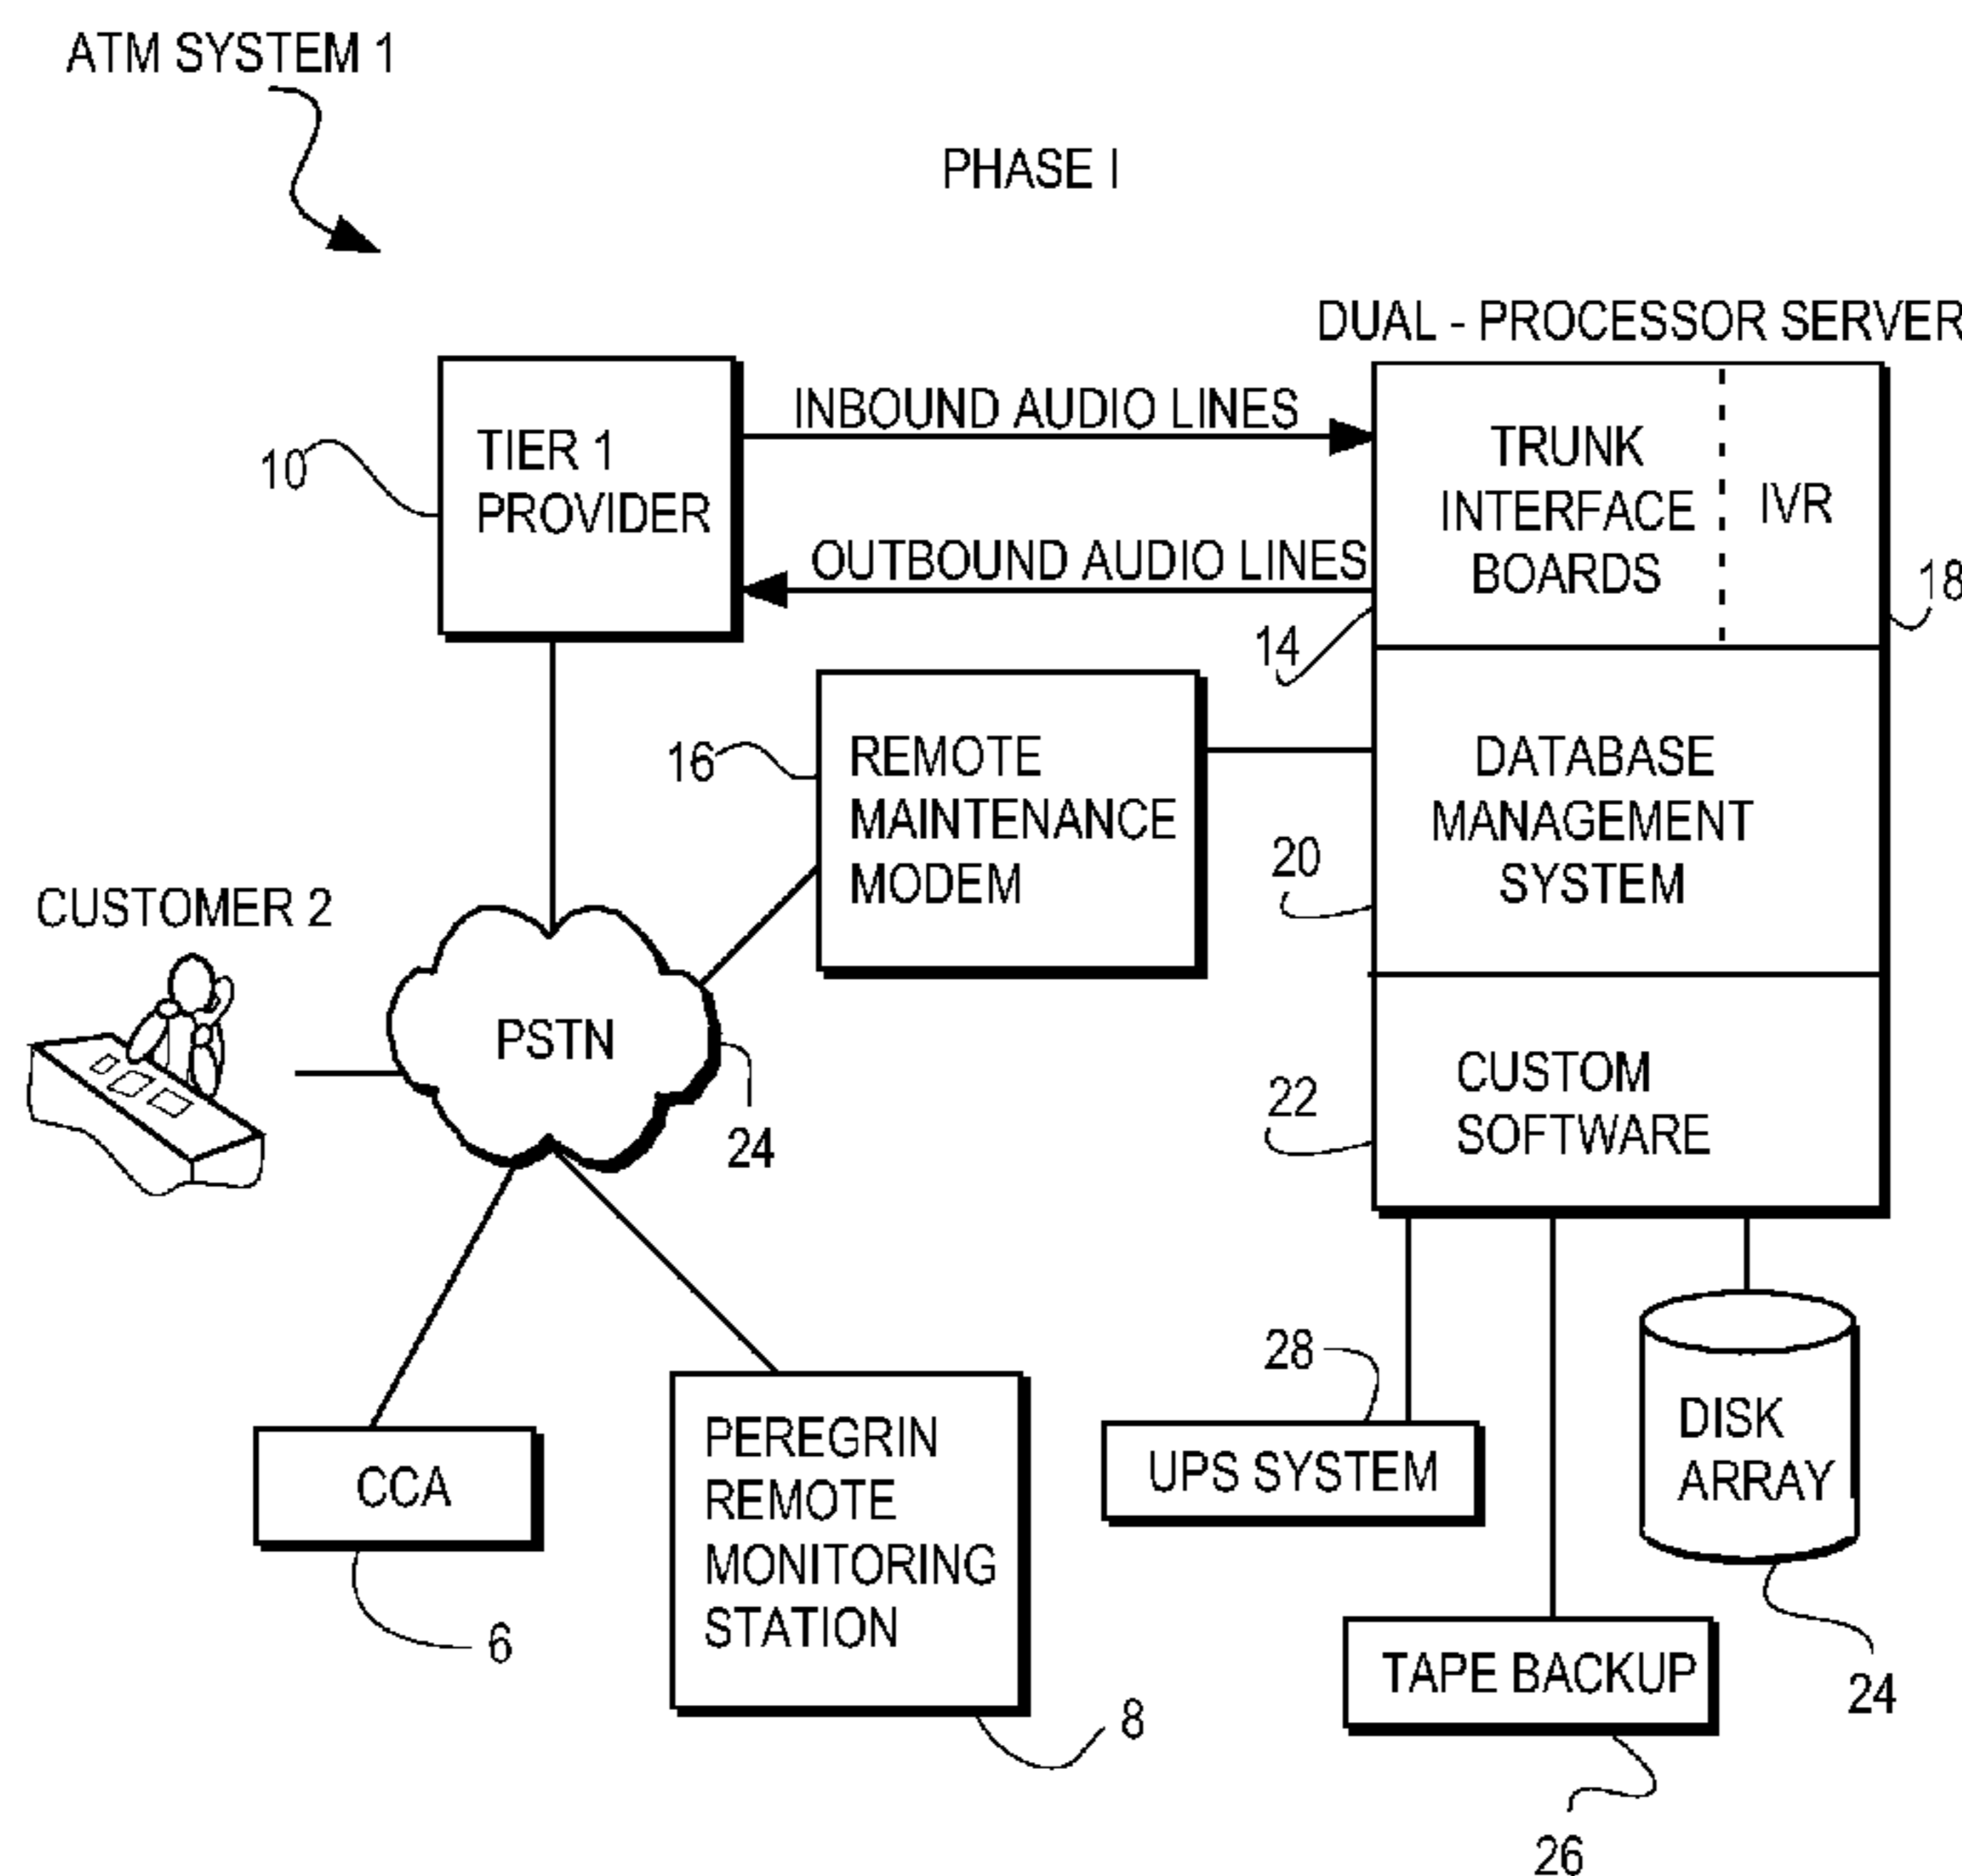 ATM SYSTEM 1
PHASE I
DUAL - PROCESSOR SERVER
TIER 1
PROVIDER
10
INBOUND AUDIO LINES
OUTBOUND AUDIO LINES
TRUNK
INTERFACE
BOARDS
IVR
14
18
16
REMOTE
MAINTENANCE
MODEM
DATABASE
MANAGEMENT
SYSTEM
20
CUSTOMER 2
PSTN
24
CUSTOM
SOFTWARE
22
28
UPS SYSTEM
DISK
ARRAY
24
CCA
6
PEREGRIN
REMOTE
MONITORING
STATION
8
TAPE BACKUP
26